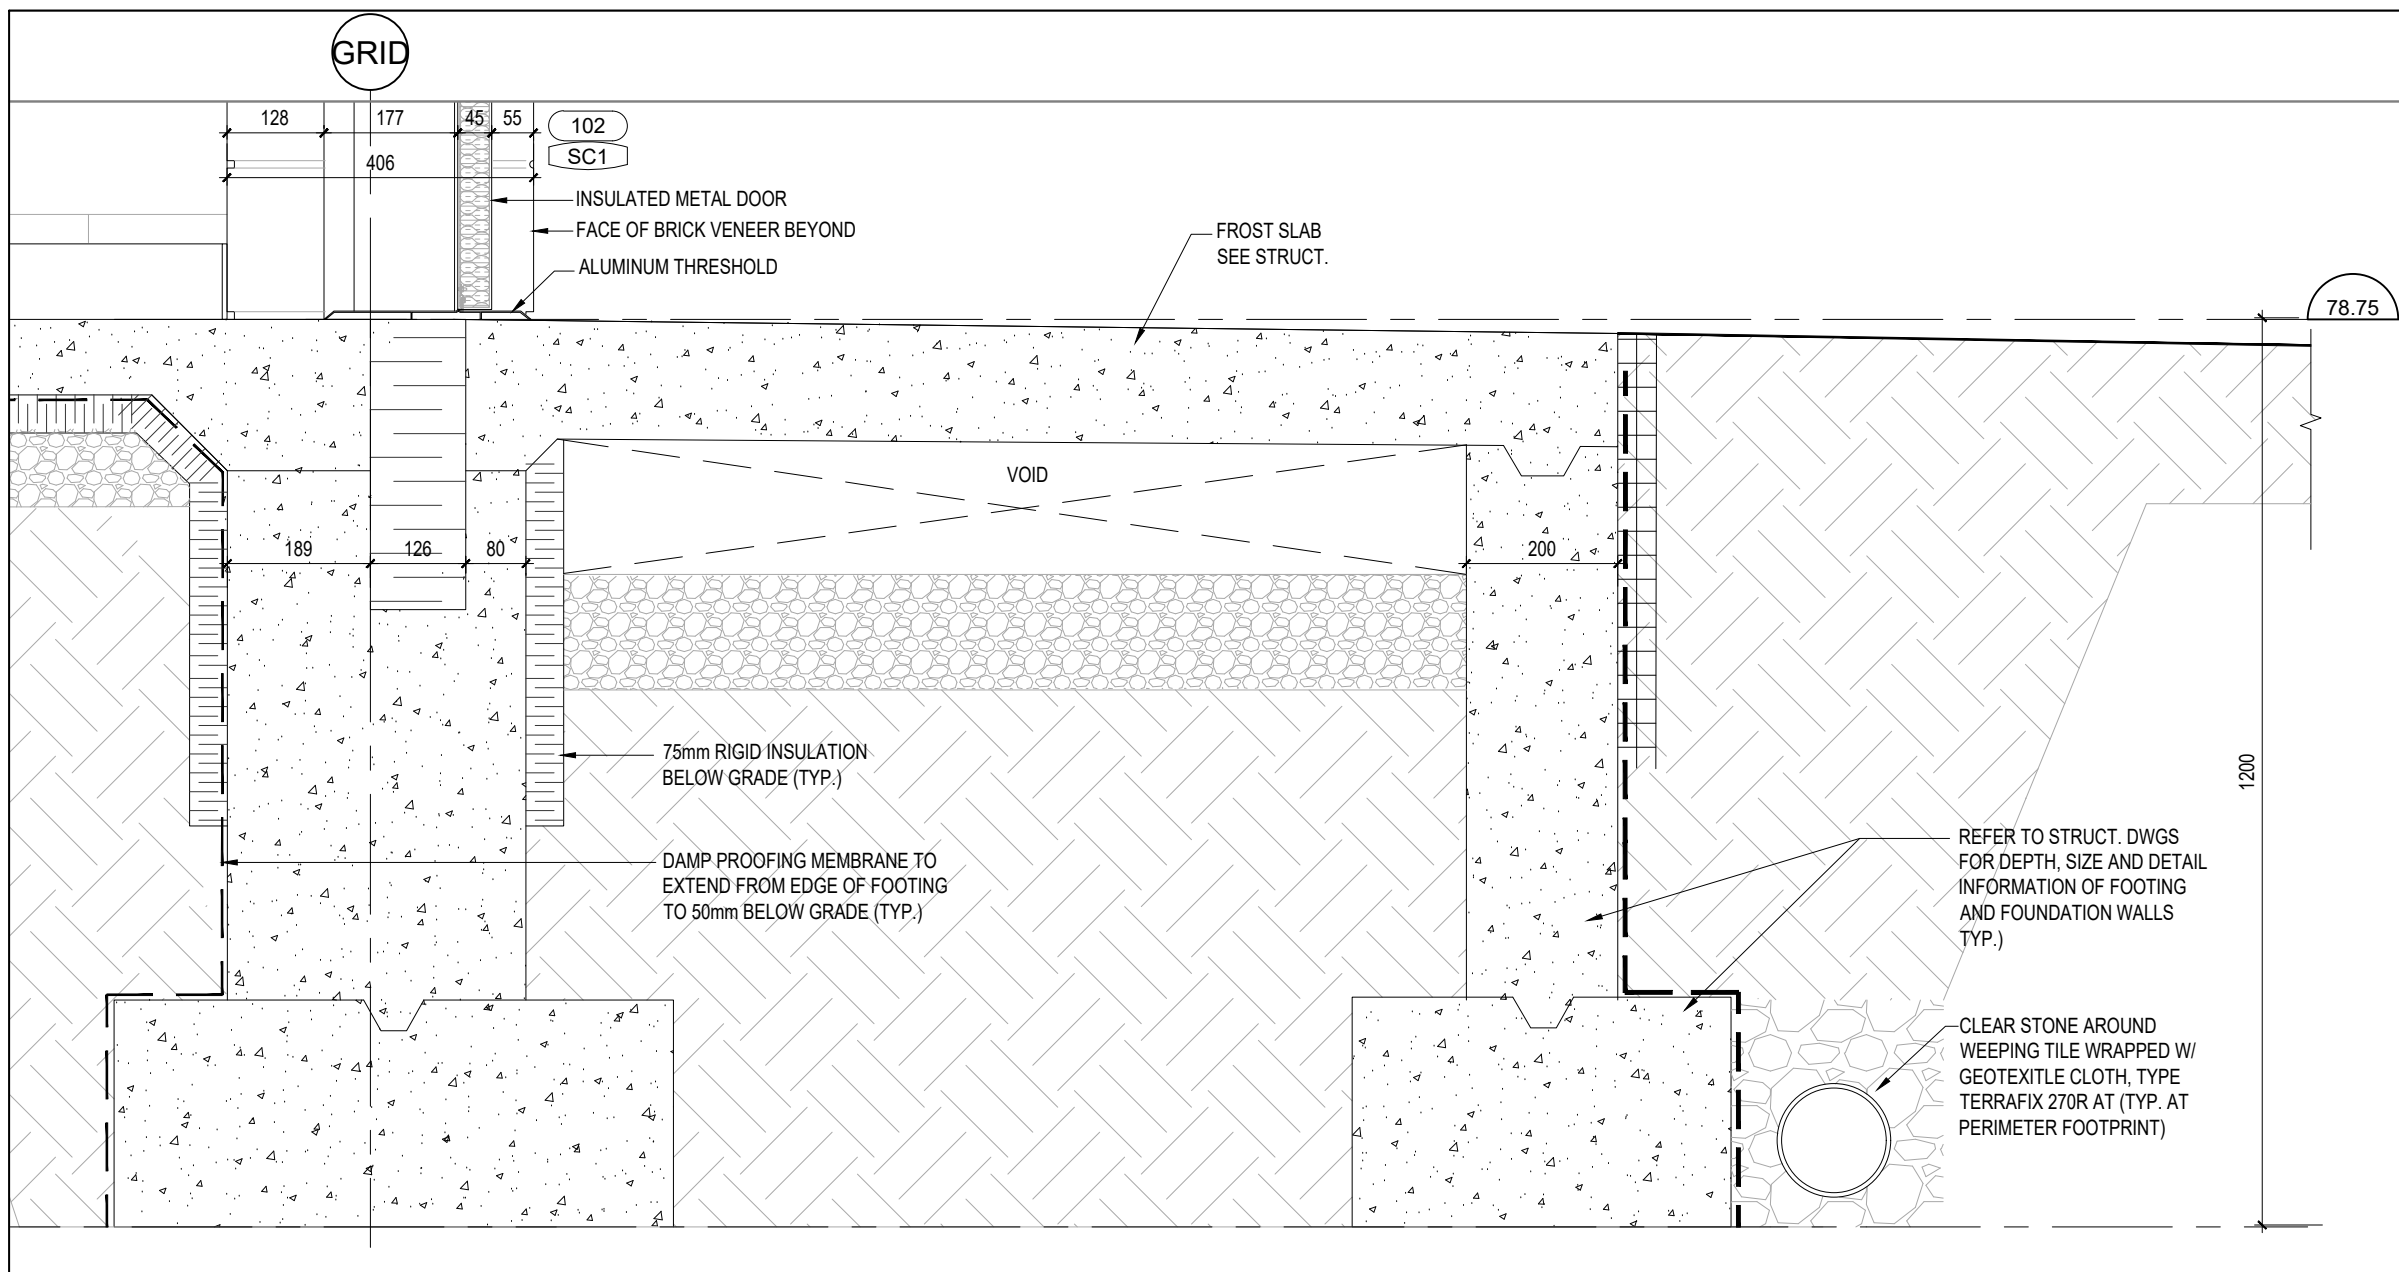 GRID
128
177
45
55
102
SC1
406
INSULATED METAL DOOR
FACE OF BRICK VENEER BEYOND
ALUMINUM THRESHOLD
FROST SLAB
SEE STRUCT.
78.75
VOID
189
126
80
200
75mm RIGID INSULATION
BELOW GRADE (TYP.)
1200
DAMP PROOFING MEMBRANE TO
EXTEND FROM EDGE OF FOOTING
TO 50mm BELOW GRADE (TYP.)
REFER TO STRUCT. DWGS
FOR DEPTH, SIZE AND DETAIL
INFORMATION OF FOOTING
AND FOUNDATION WALLS
TYP.)
CLEAR STONE AROUND
WEEPING TILE WRAPPED W/
GEOTEXITLE CLOTH, TYPE
TERRAFIX 270R AT (TYP. AT
PERIMETER FOOTPRINT)